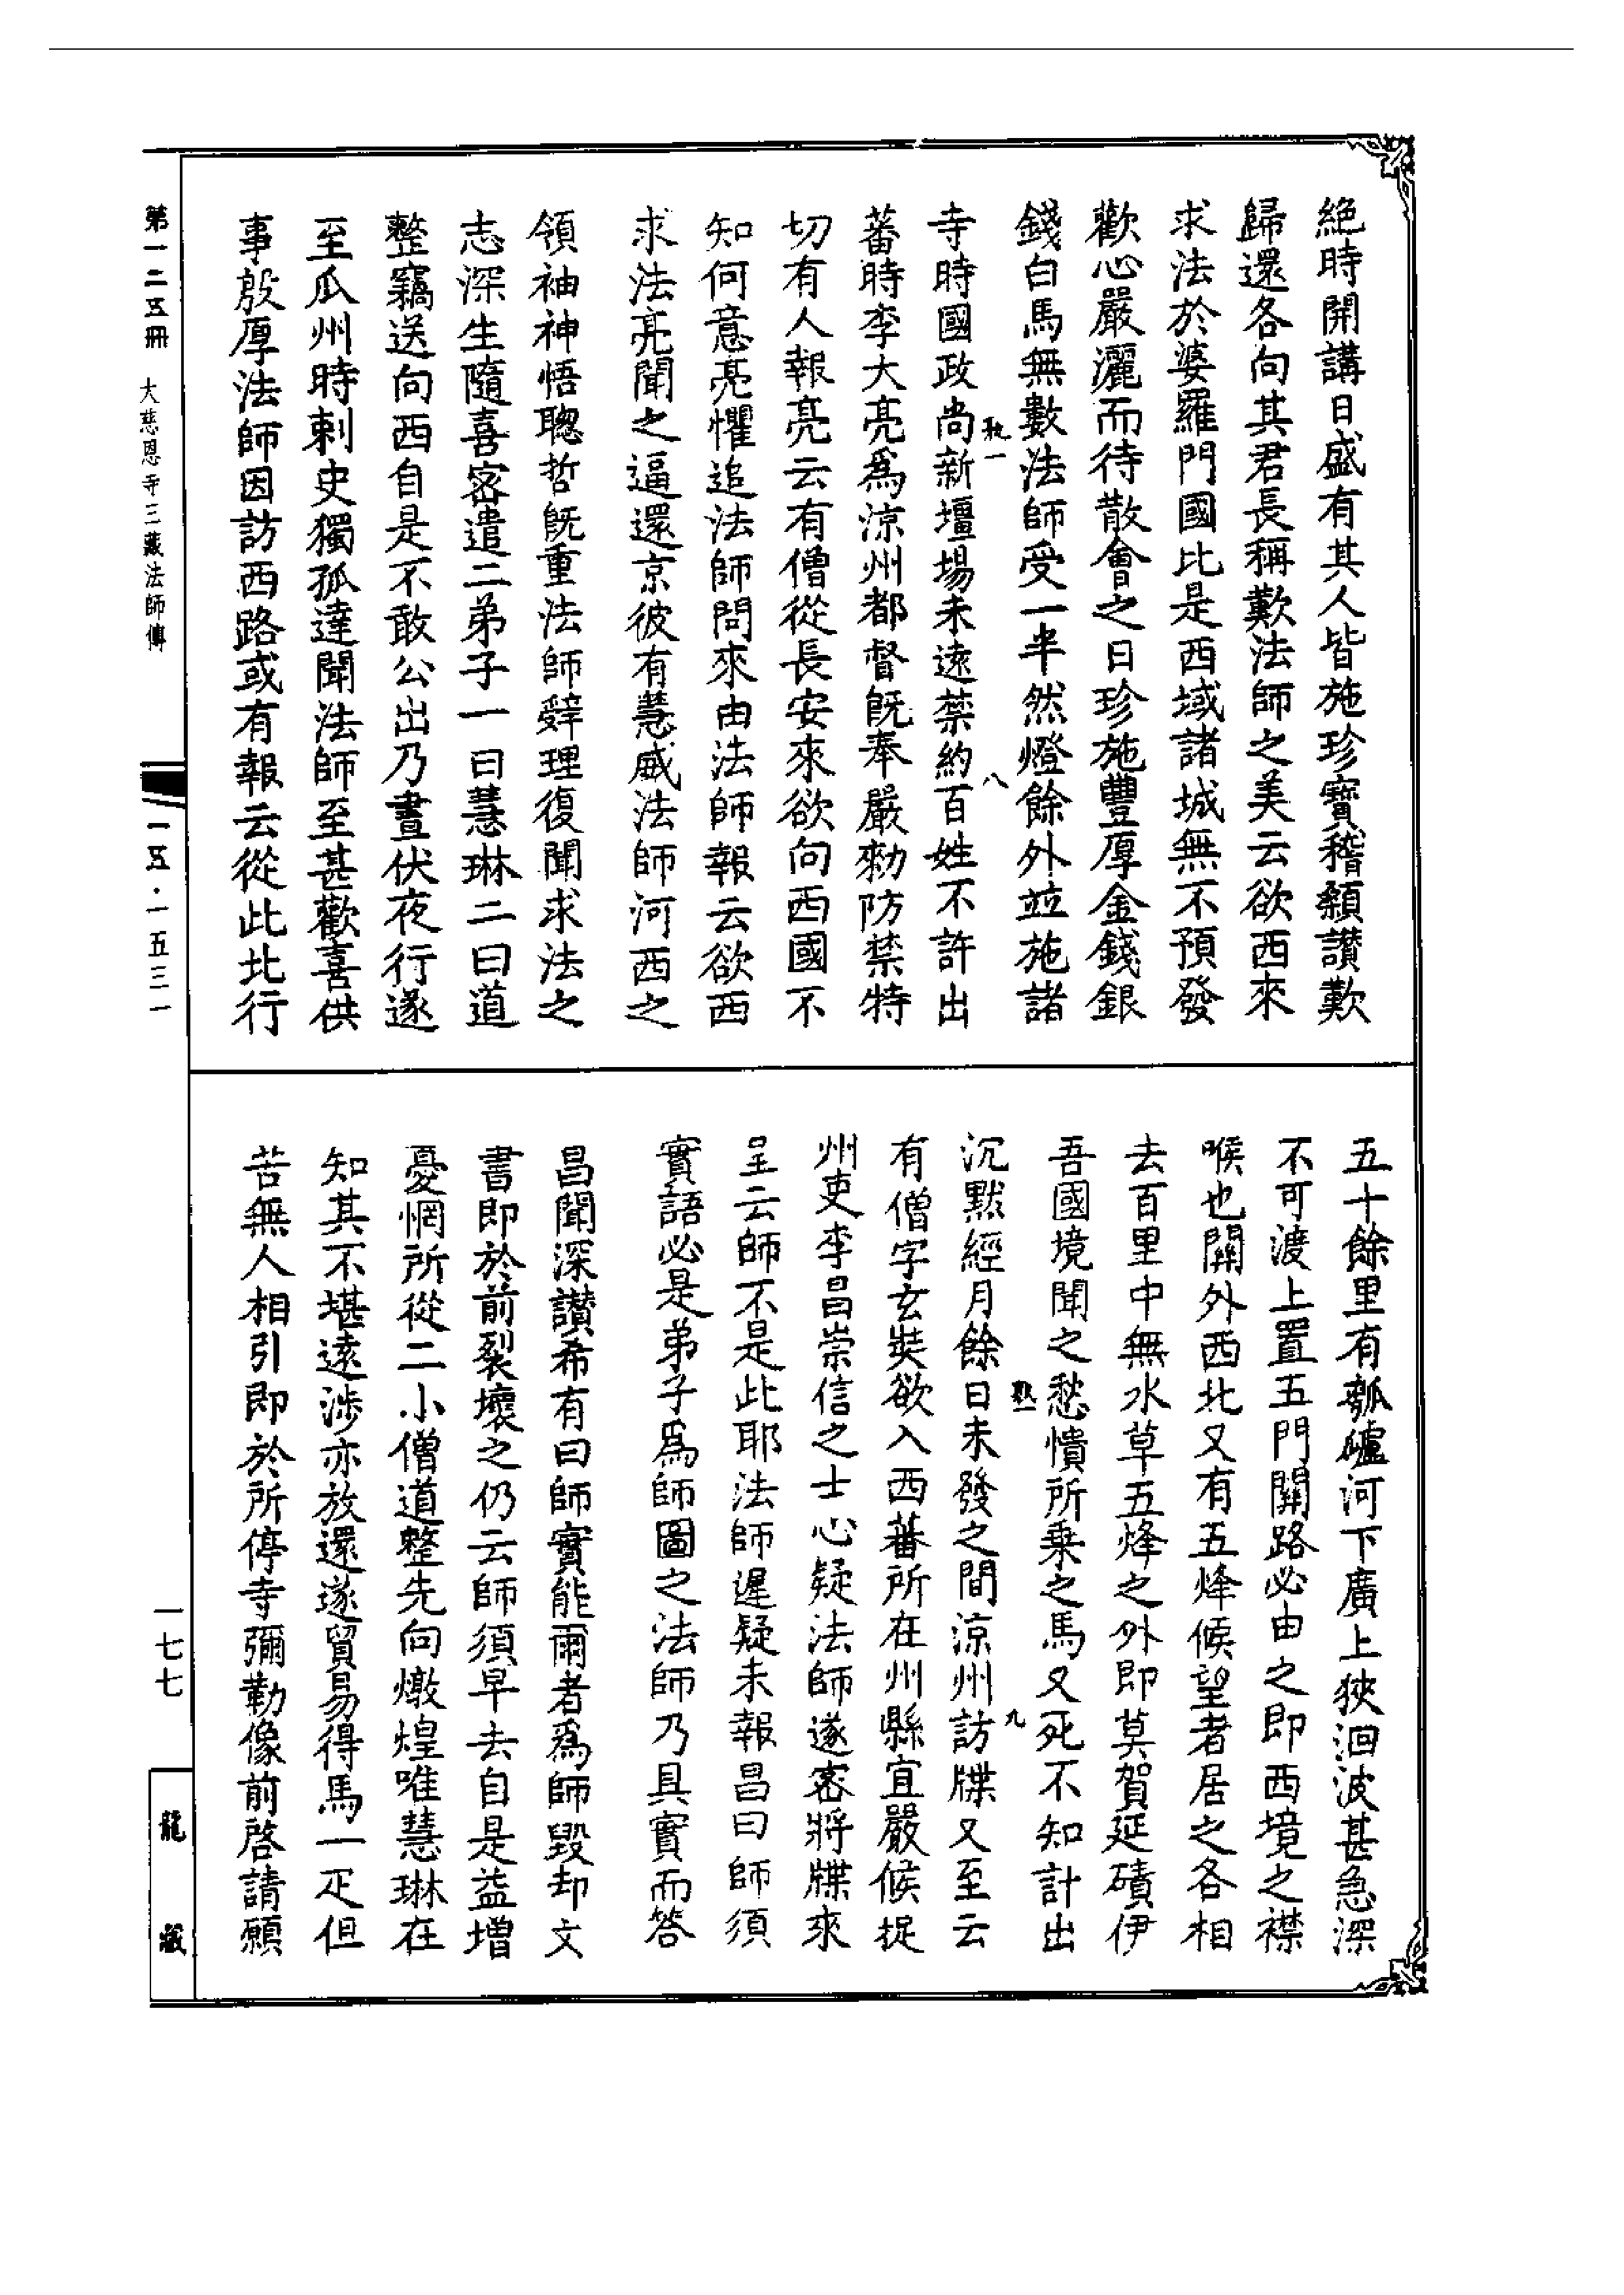 絕時開講日盛有其人皆施珍寶稽顙讃歎
歸還各向其君長稱歎法師之美云欲西來
求法於婆羅門國比是西域諸城無不預發
歡心嚴灑而待散會之日珍施豐厚金錢銀
錢白馬無數法師受一半然燈餘外並施諸
一
八
寺時國政尚新壃場未遠禁約百姓不許出
蕃時李大亮爲涼州都督旣奉嚴勑防禁特
切有人報亮云有僧從長安來欲向西國不
知何意亮懼追法師問來由法師報云欲西
求法亮聞之逼還京彼有慧威法師河西之
領袖神悟聰哲旣重法師辭理復聞求法之
志深生隨喜密遣二弟子一曰慧琳二曰道
整竊送向西自是不敢公出乃晝伏夜行遂
至瓜州時刺史獨孤達聞法師至甚歡喜供
事殷厚法師因訪西路或有報云從此北行
五十餘里有瓠㼖河下廣上狹洄波甚急深
不可渡上置玉門關路必由之即西境之襟
喉也關外西北又有五烽候望者居之各相
去百里中無水草五烽之外即莫賀延磧伊
吾國境聞之愁憒所乗之馬又死不知計出
一
九
沉默經月餘日未發之間涼州訪牒又至云
有僧字玄奘欲入西蕃所在州縣宜嚴候捉
州吏李昌崇信之士心疑法師遂密將牒來
呈云師不是此耶法師遲疑未報昌曰師須
實語必是弟子爲師圖之法師乃具實而答
昌聞深讃希有曰師實能爾者爲師毀却文
書即於前裂壞之仍云師須早去自是益增
憂惘所從二小僧道整先向燉煌唯慧琳在
知其不堪遠涉亦放還遂貿易得馬一疋但
苦無人相引即於所停寺彌勒像前啓請願
第一二五冊 大慈恩寺三藏法師傳
一五·一五三一
一七七
龍藏